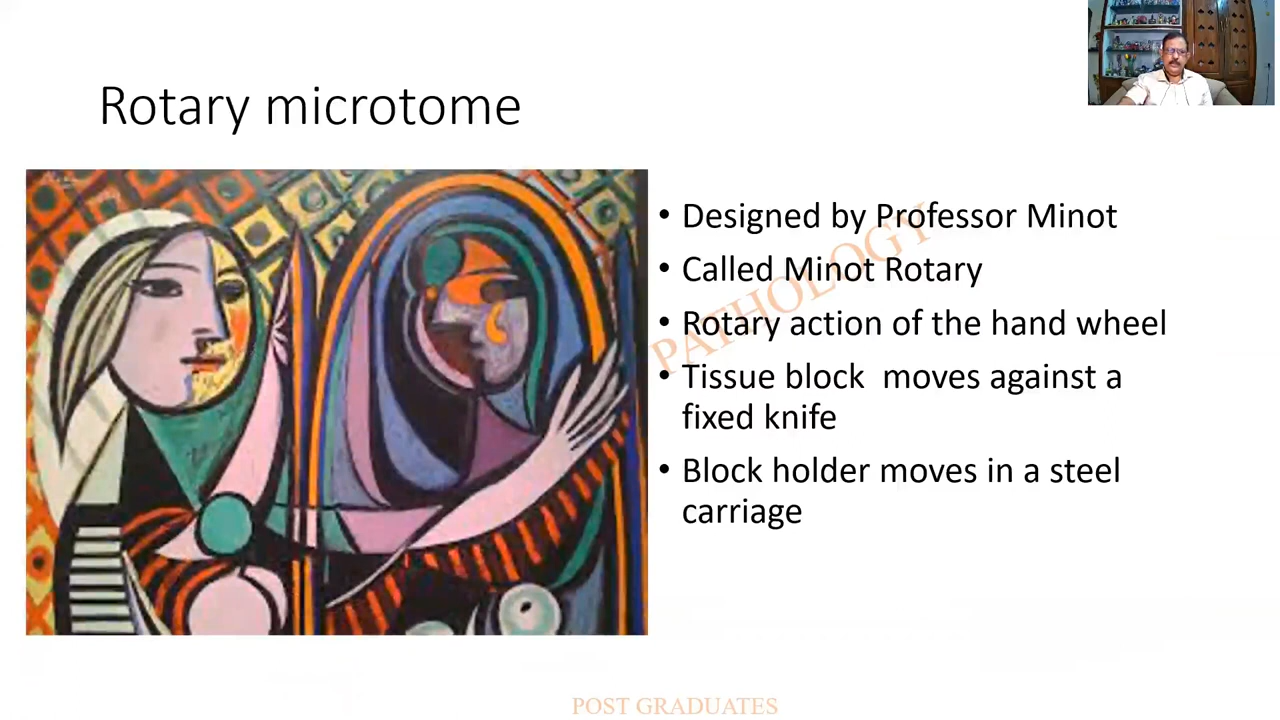 Rotary microtome
• Designed by Professor Minot
• Called Minot Rotary
• Rotary action of the hand wheel
• Tissue block  moves against a
fixed knife
• Block holder moves in a steel
carriage
PATHOLOGY
POST GRADUATES